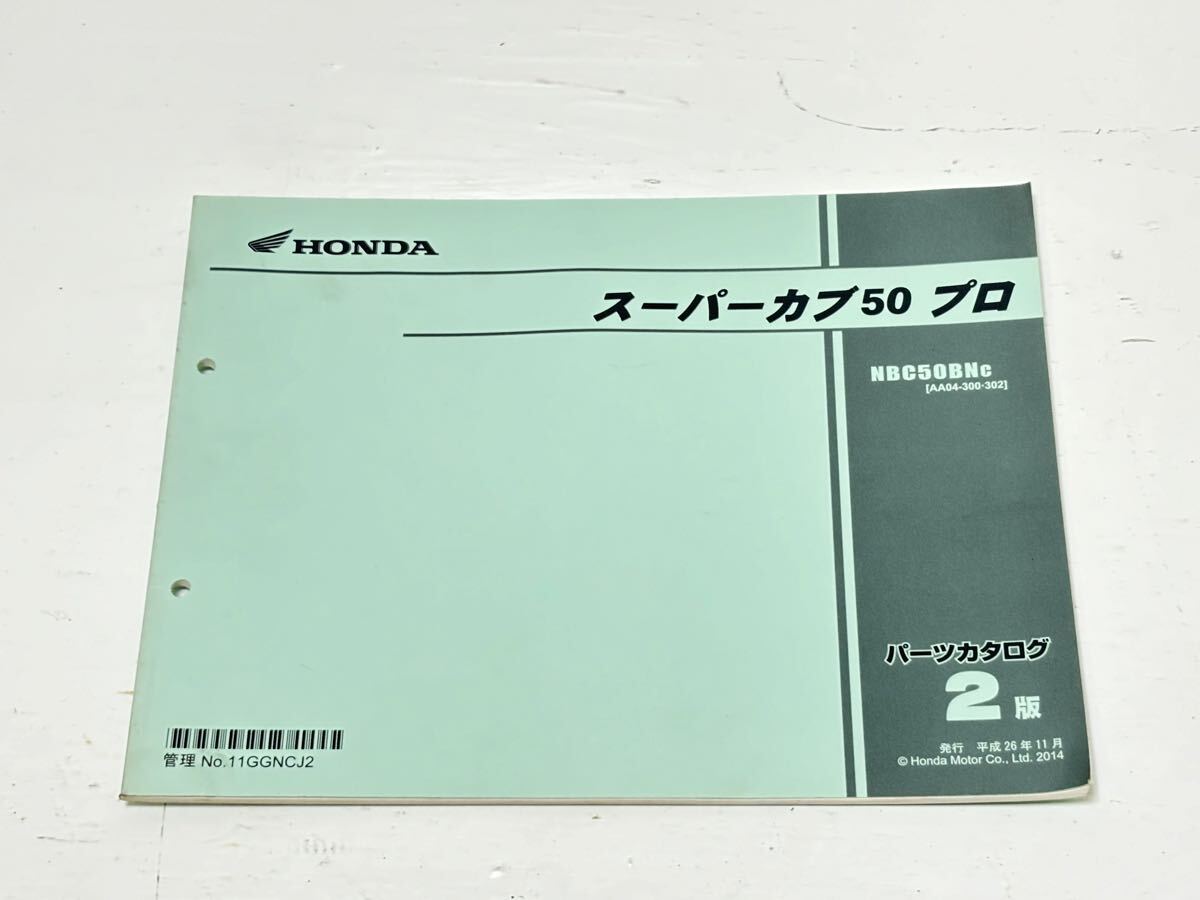 HONDA
スーパーカブ50 プロ
NBC50BNc
[AA04-300・302]
パーツカタログ
2版
発行 平成26年11月
© Honda Motor Co., Ltd. 2014
管理 No.11GGNCJ2